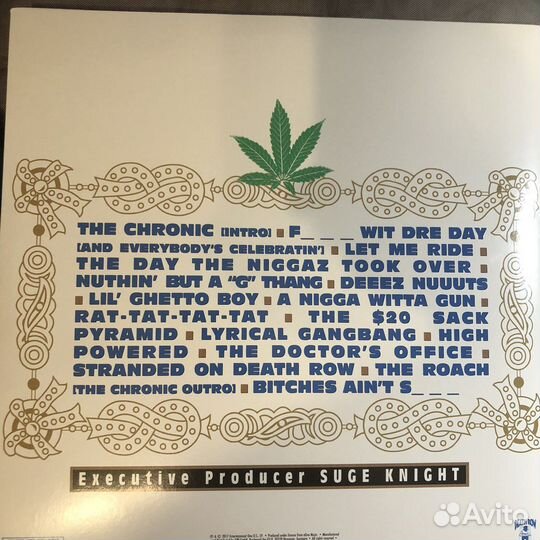 THE CHRONIC [INTRO] ■ F_ _ _ WIT DRE DAY
[AND EVERYBODY'S CELEBRATIN'] ■ LET ME RIDE ■
THE DAY THE NIGGAZ TOOK OVER ■
NUTHIN' BUT A "G" THANG ■ DEEEZ NUUUTS
■ LIL' GHETTO BOY ■ A NIGGA WITTA GUN ■
RAT-TAT-TAT-TAT ■ THE $20 SACK
PYRAMID ■ LYRICAL GANGBANG ■ HIGH
POWERED ■ THE DOCTOR'S OFFICE ■
STRANDED ON DEATH ROW ■ THE ROACH
[THE CHRONIC OUTRO] ■ BITCHES AIN'T S_ _ _
Executive Producer SUGE KNIGHT
Avito